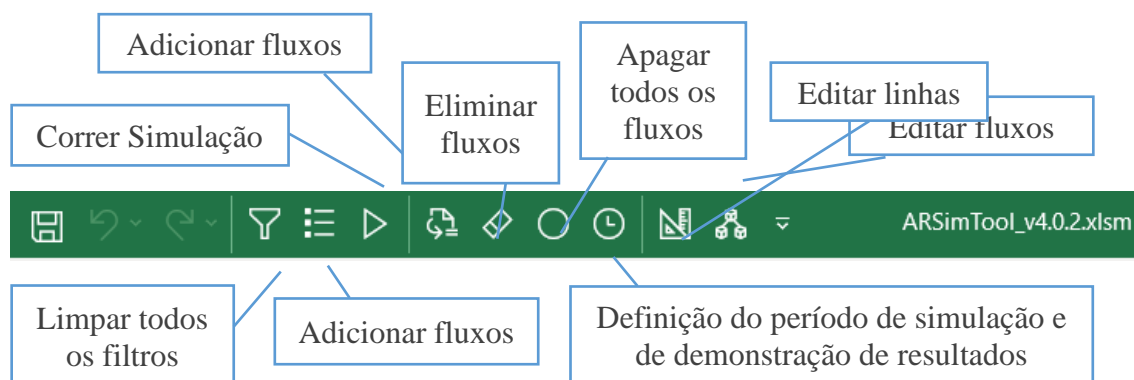 Adicionar fluxos
Eliminar
fluxos
Apagar
todos os
fluxos
Editar linhas
Editar fluxos
Correr Simulação
ARSimTool_v4.0.2.xlsm
Limpar todos
os filtros
Adicionar fluxos
Definição do período de simulação e
de demonstração de resultados